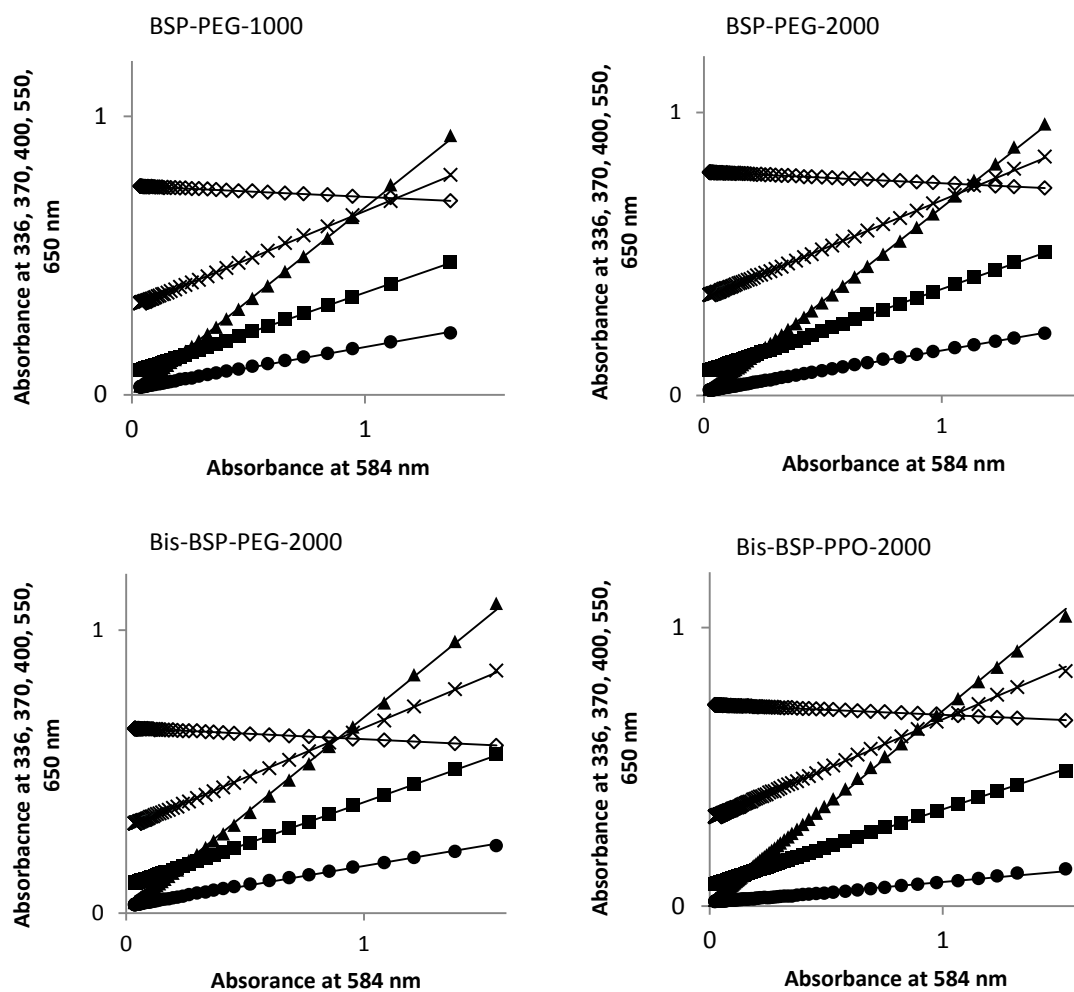 BSP-PEG-1000
Absorbance at 336, 370, 400, 550,
650 nm
1
0
0
1
Absorbance at 584 nm
BSP-PEG-2000
Absorbance at 336, 370, 400, 550,
650 nm
1
0
0
1
Absorbance at 584 nm
Bis-BSP-PEG-2000
Absorbacnce at 336, 370, 400, 550,
650 nm
1
0
0
1
Absorance at 584 nm
Bis-BSP-PPO-2000
Absorbance at 336, 370, 400, 550,
650 nm
1
0
0
1
Absorbance at 584 nm